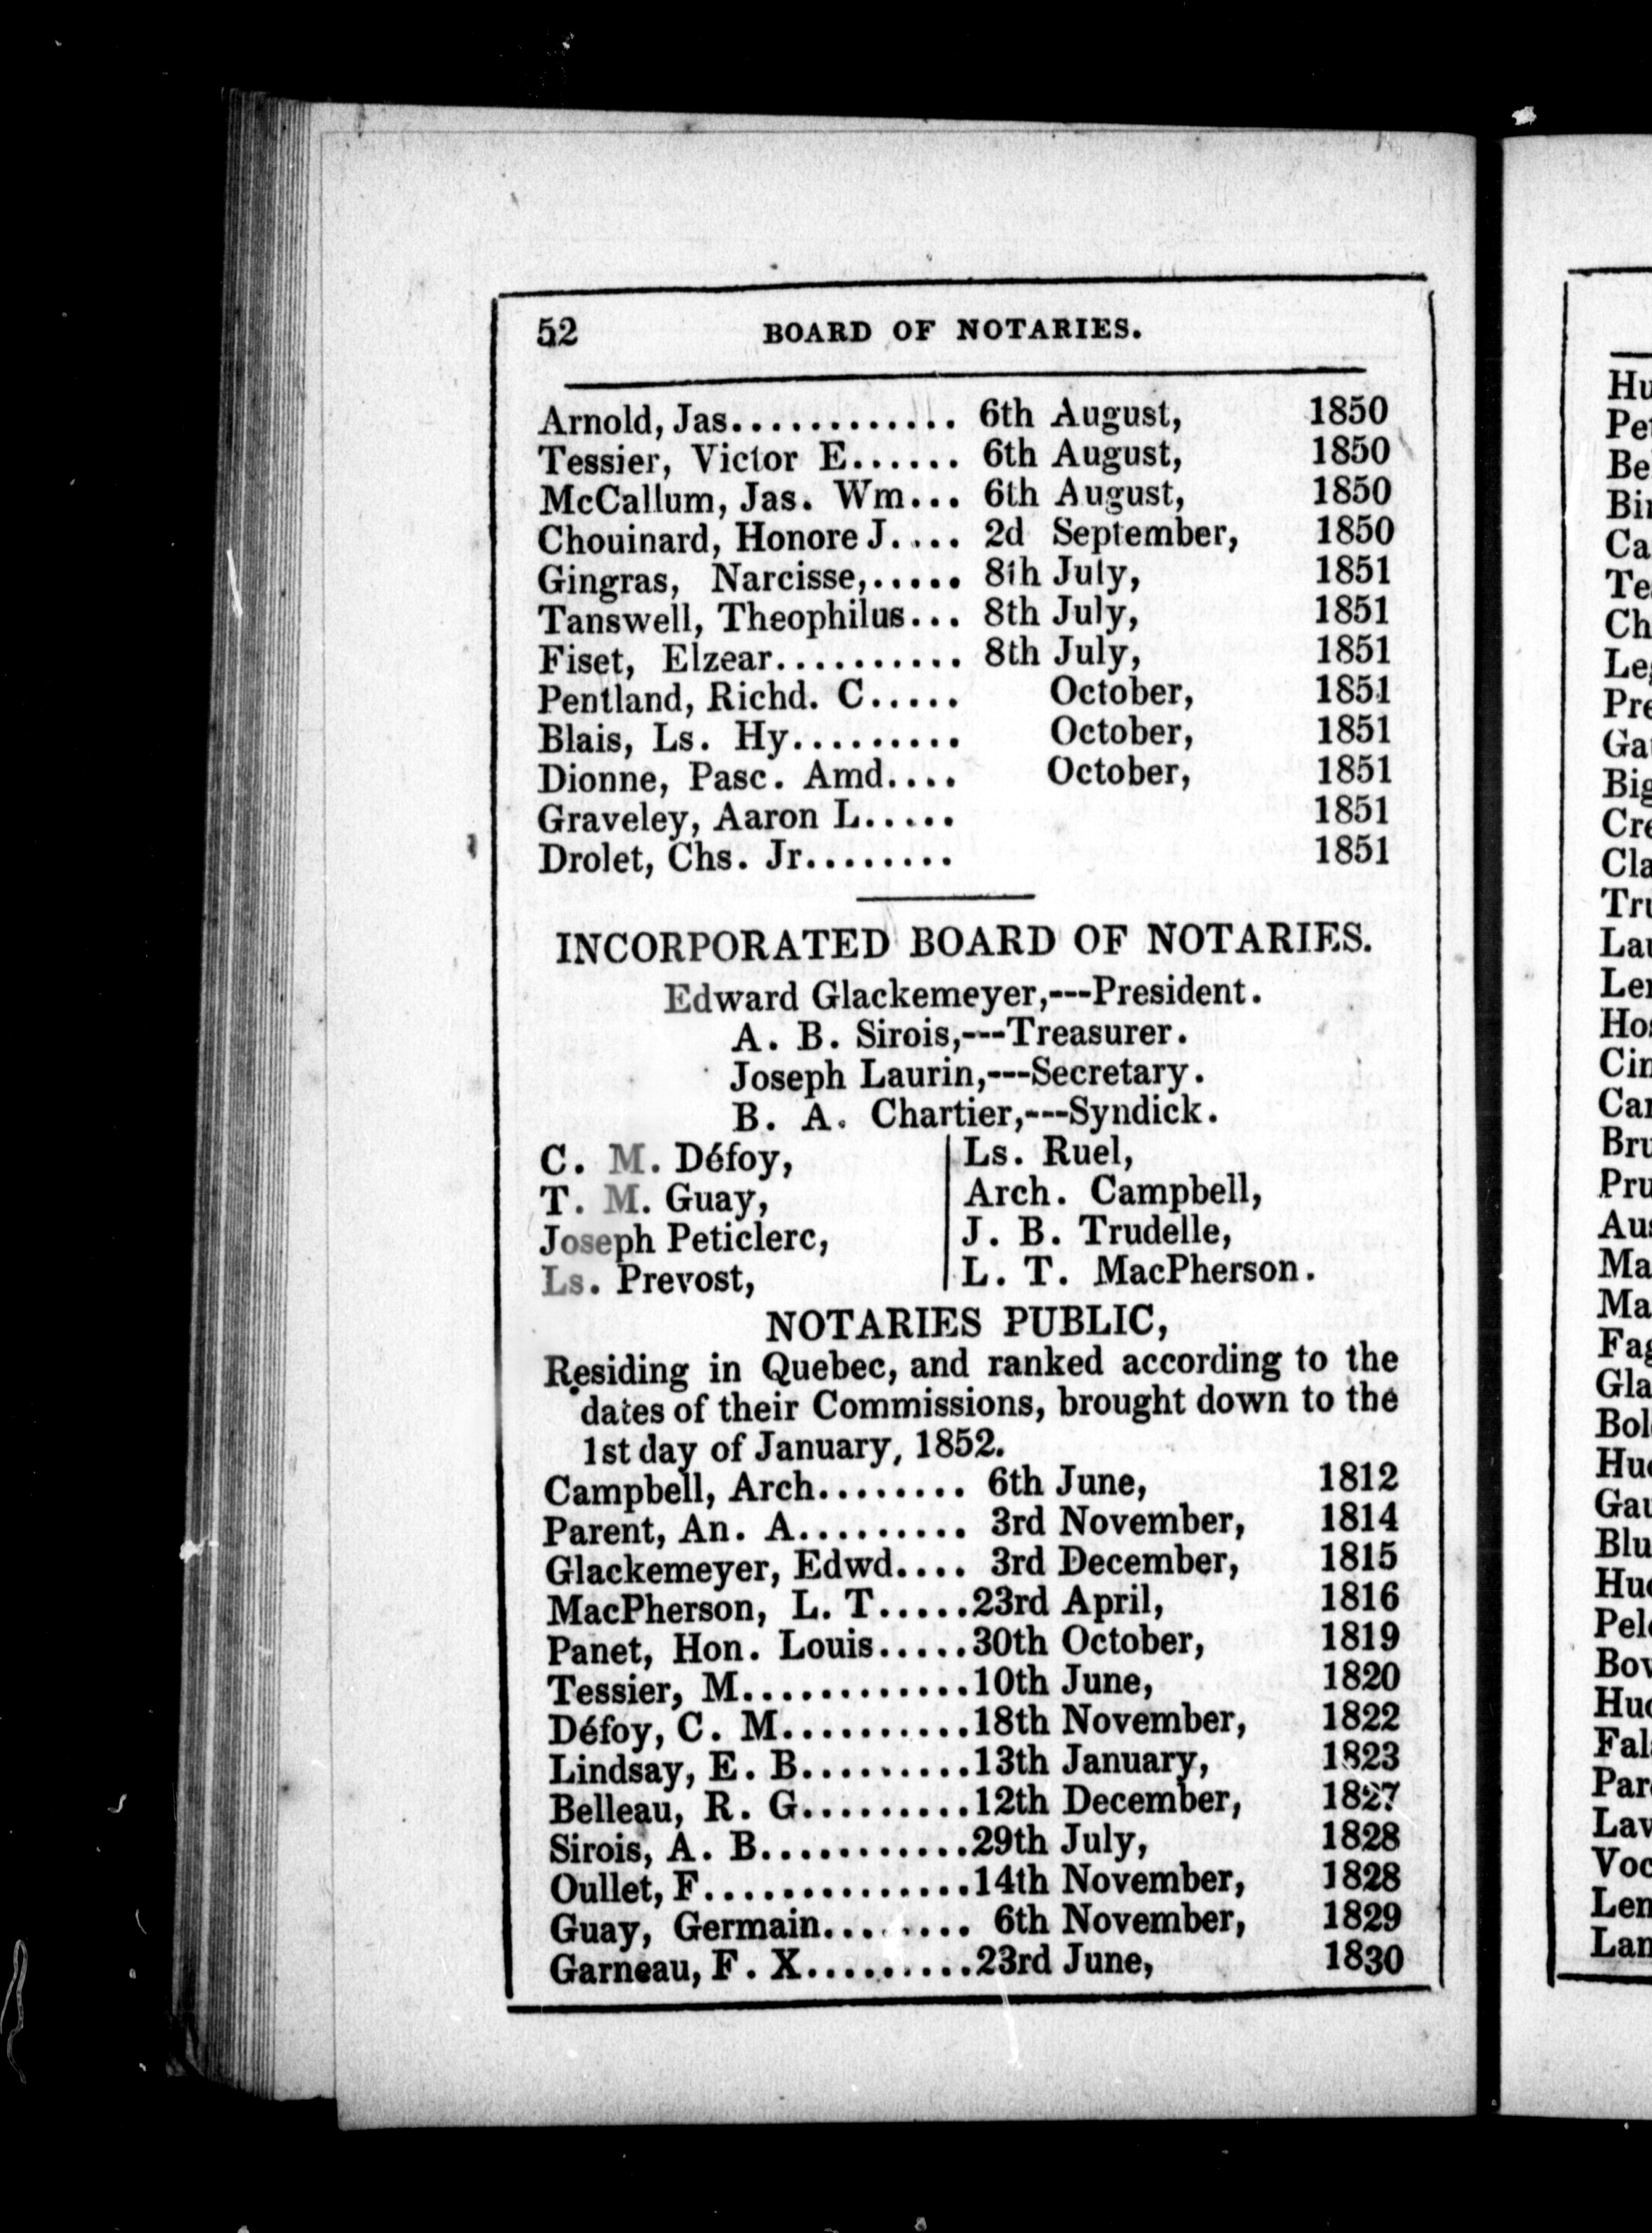 52 BOARD OF NOTARIES.
Arnold, Jas............ 6th August, 1850
Tessier, Victor E...... 6th August, 1850
McCallum, Jas. Wm... 6th August, 1850
Chouinard, Honore J.... 2d September, 1850
Gingras, Narcisse,..... 8th July, 1851
Tanswell, Theophilus... 8th July, 1851
Fiset, Elzear.......... 8th July, 1851
Pentland, Richd. C..... October, 1851
Blais, Ls. Hy......... October, 1851
Dionne, Pasc. Amd.... October, 1851
Graveley, Aaron L..... 1851
Drolet, Chs. Jr........ 1851
INCORPORATED BOARD OF NOTARIES.
Edward Glackemeyer,---President.
A. B. Sirois,---Treasurer.
Joseph Laurin,---Secretary.
B. A. Chartier,---Syndick.
C. M. Défoy, Ls. Ruel,
T. M. Guay, Arch. Campbell,
Joseph Peticlerc, J. B. Trudelle,
Ls. Prevost, L. T. MacPherson.
NOTARIES PUBLIC,
Residing in Quebec, and ranked according to the
dates of their Commissions, brought down to the
1st day of January, 1852.
Campbell, Arch........ 6th June, 1812
Parent, An. A......... 3rd November, 1814
Glackemeyer, Edwd.... 3rd December, 1815
MacPherson, L. T.....23rd April, 1816
Panet, Hon. Louis.....30th October, 1819
Tessier, M............10th June, 1820
Défoy, C. M..........18th November, 1822
Lindsay, E. B.........13th January, 1823
Belleau, R. G.........12th December, 1827
Sirois, A. B...........29th July, 1828
Oullet, F..............14th November, 1828
Guay, Germain........ 6th November, 1829
Garneau, F. X.........23rd June, 1830